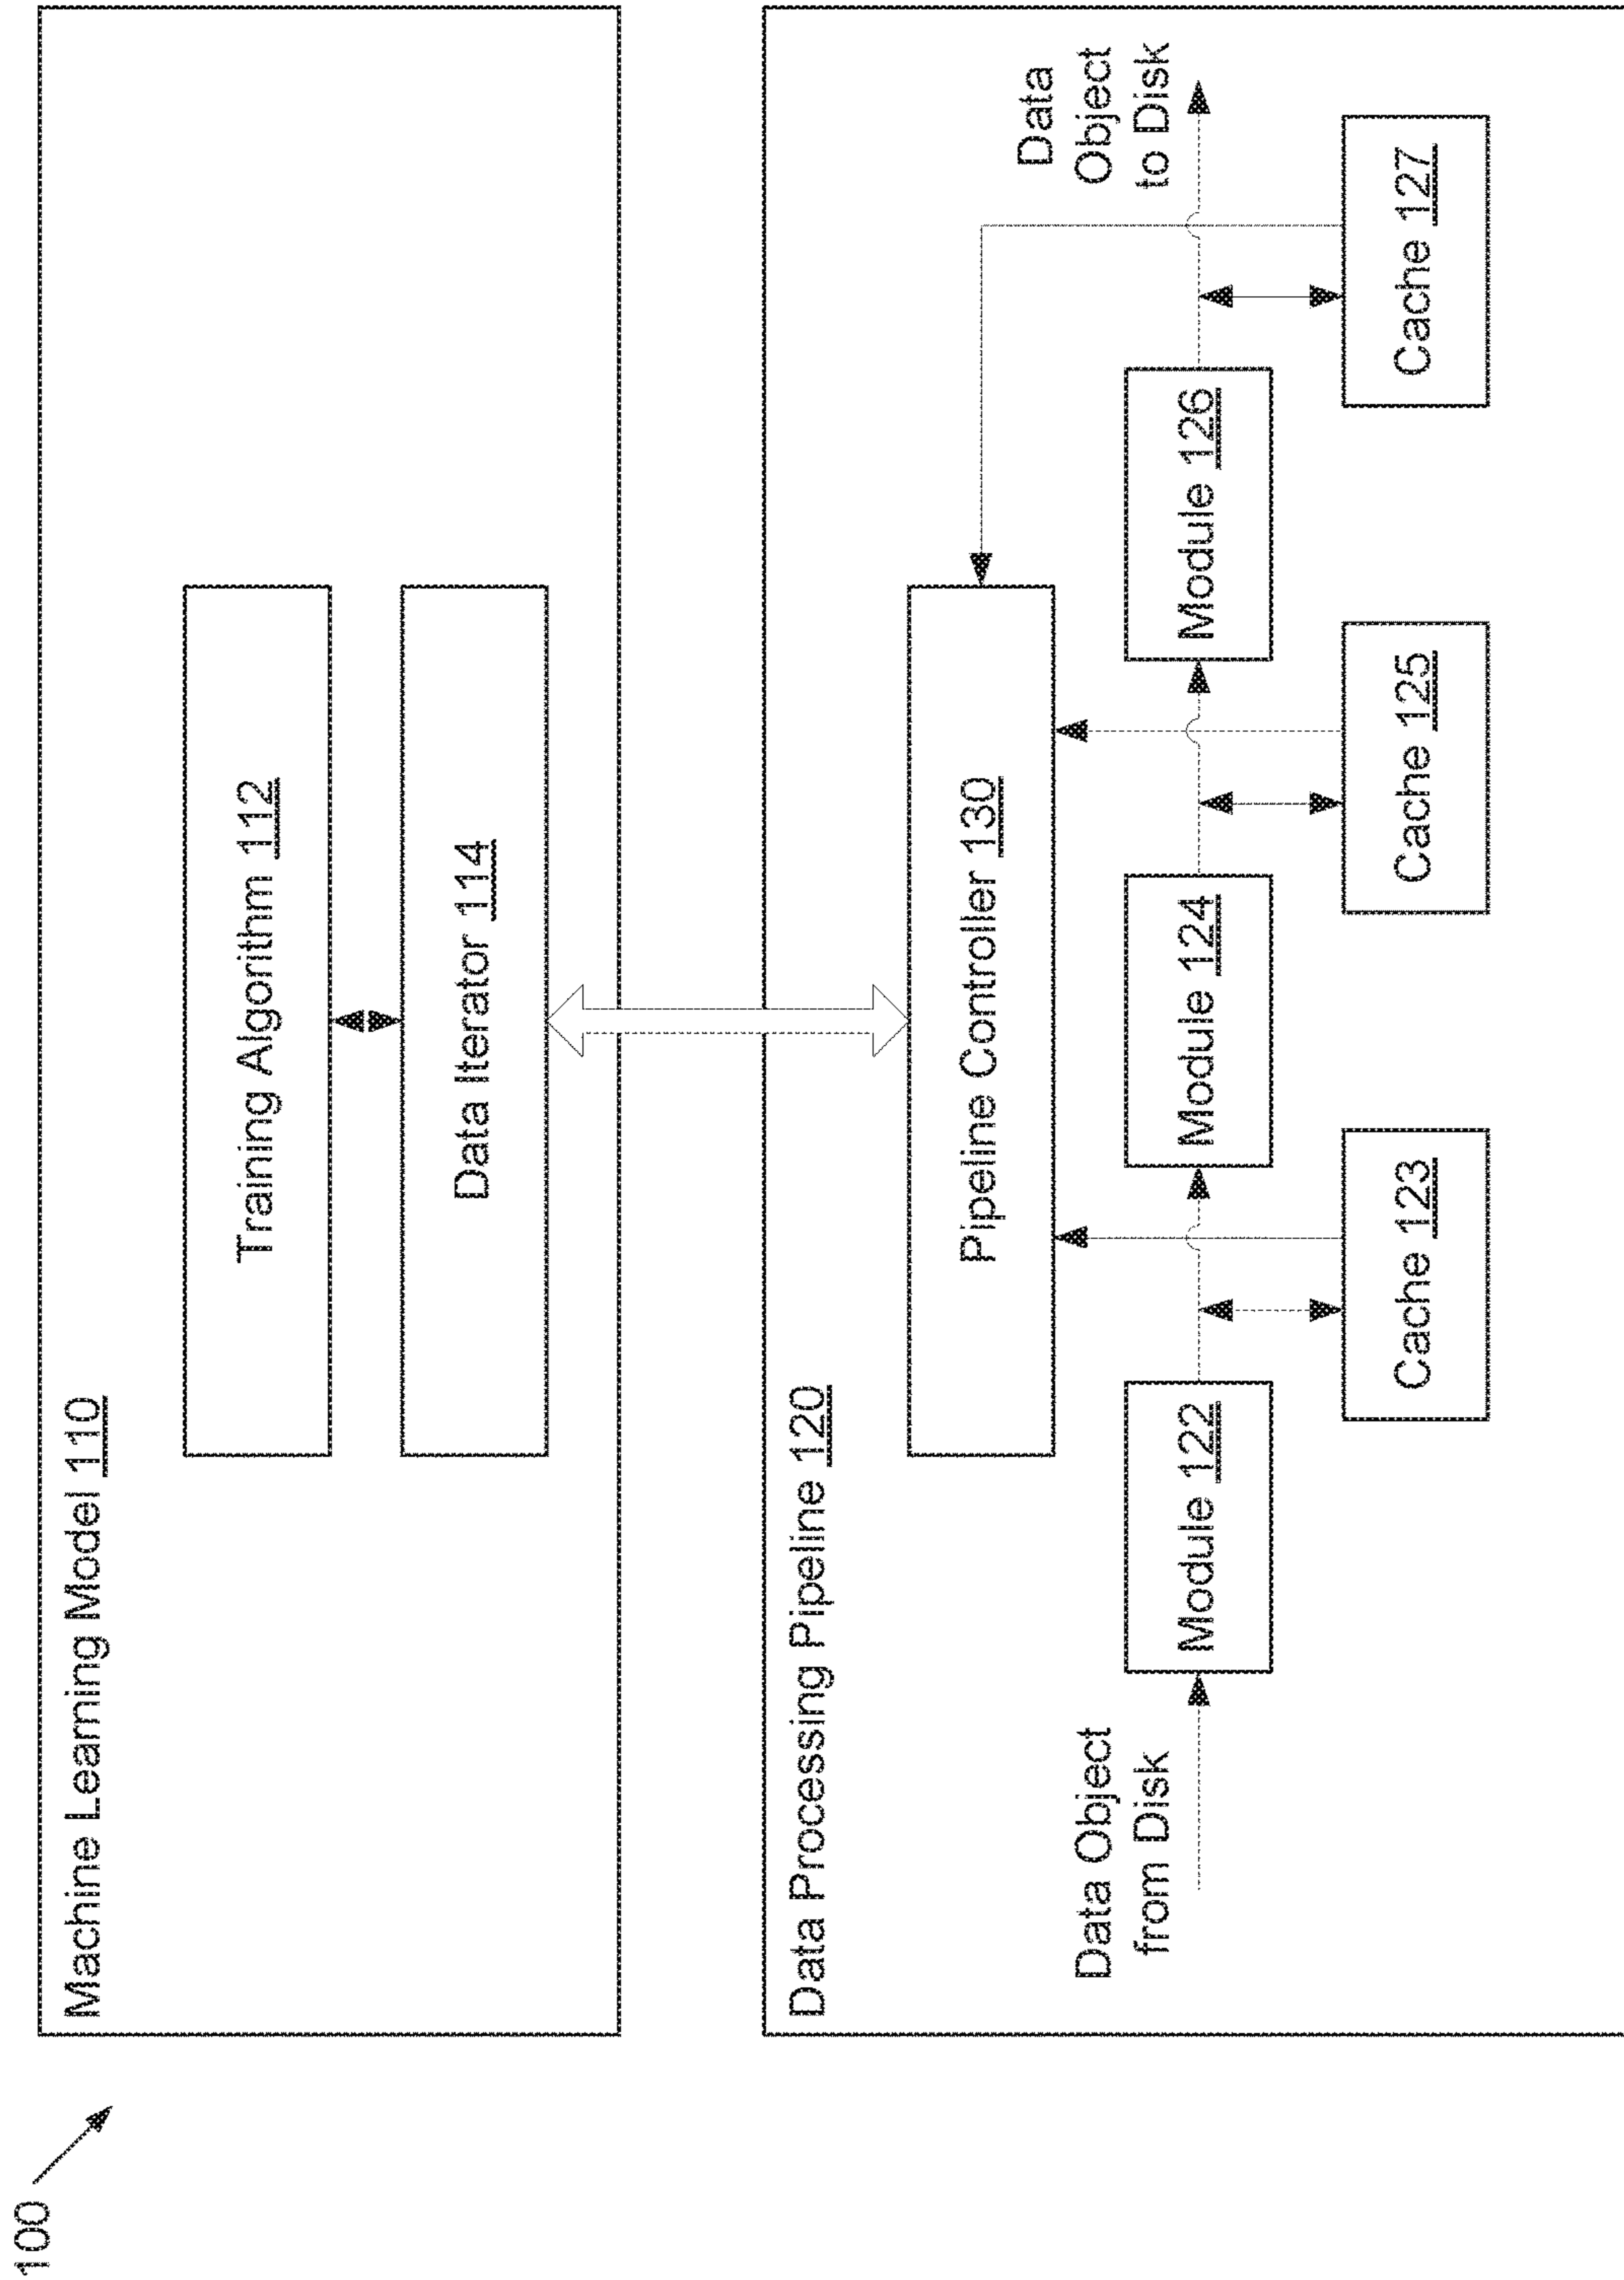 100
Machine Learning Model 110
Training Algorithm 112
Data Iterator 114
Data Processing Pipeline 120
Pipeline Controller 130
Data Object
from Disk
Module 122
Module 124
Module 126
Data
Object
to Disk
Cache 123
Cache 125
Cache 127